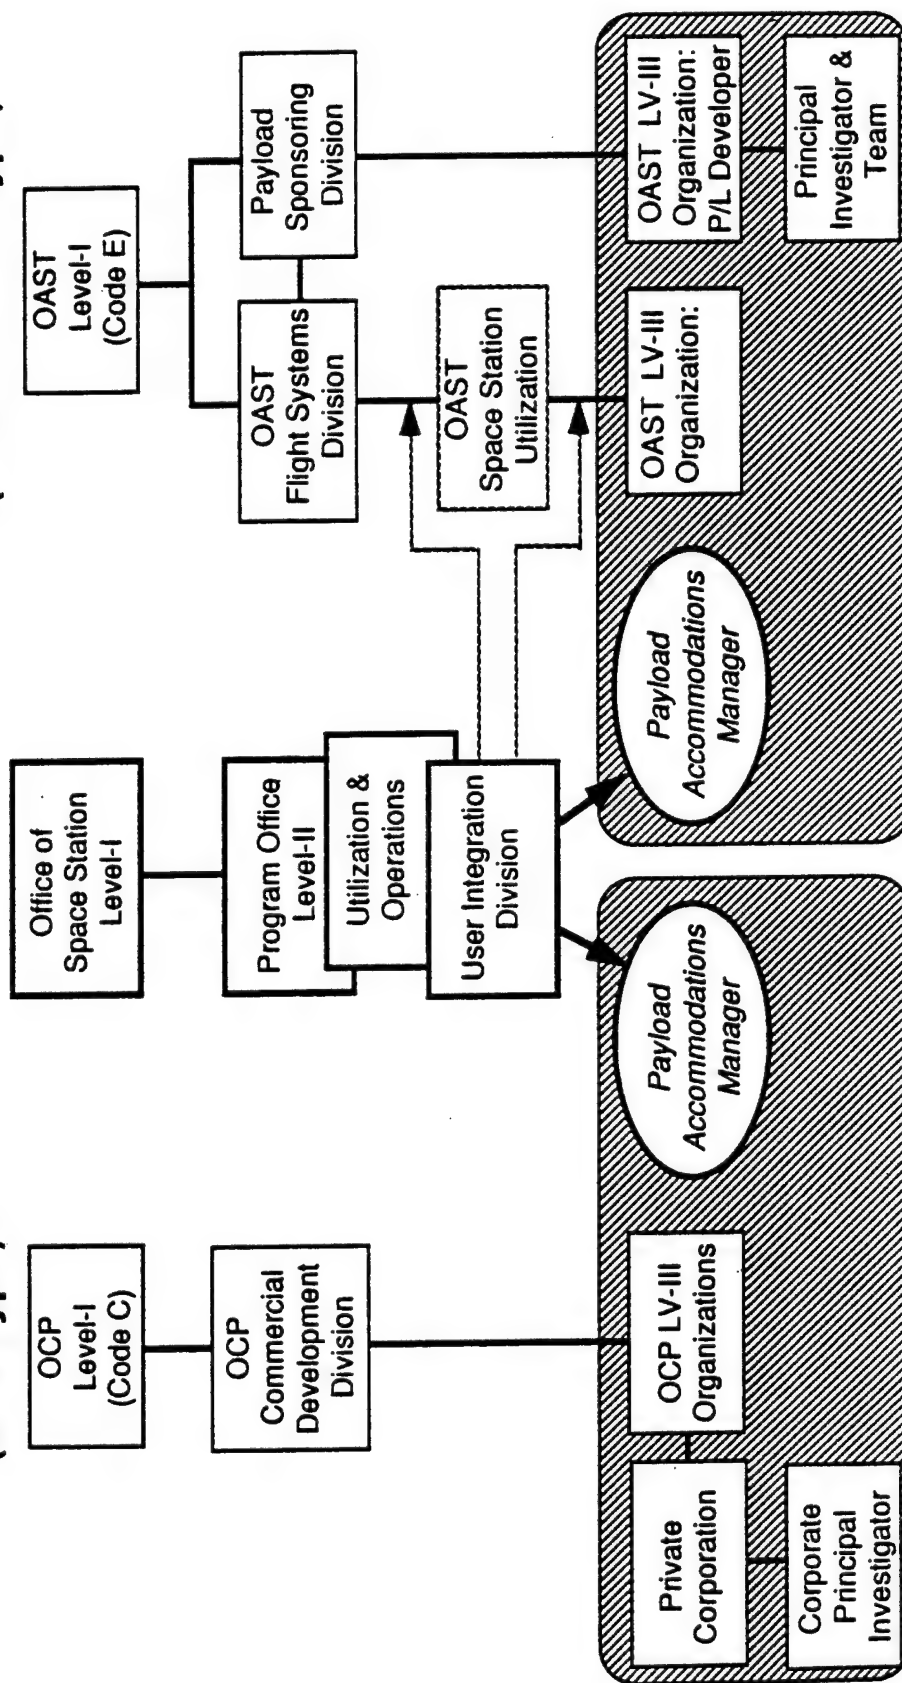 OCP
Level-I
(Code C)
OCP
Commercial
Development
Division
OCP LV-III
Organizations
Private
Corporation
Corporate
Principal
Investigator
Office of
Space Station
Level-I
Program Office
Level-II
Utilization &
Operations
User Integration
Division
Payload
Accommodations
Manager
Payload
Accommodations
Manager
OAST
Level-I
(Code E)
OAST
Flight Systems
Division
Payload
Sponsoring
Division
OAST
Space Station
Utilization
OAST LV-III
Organization:
OAST LV-III
Organization:
P/L Developer
Principal
Investigator &
Team